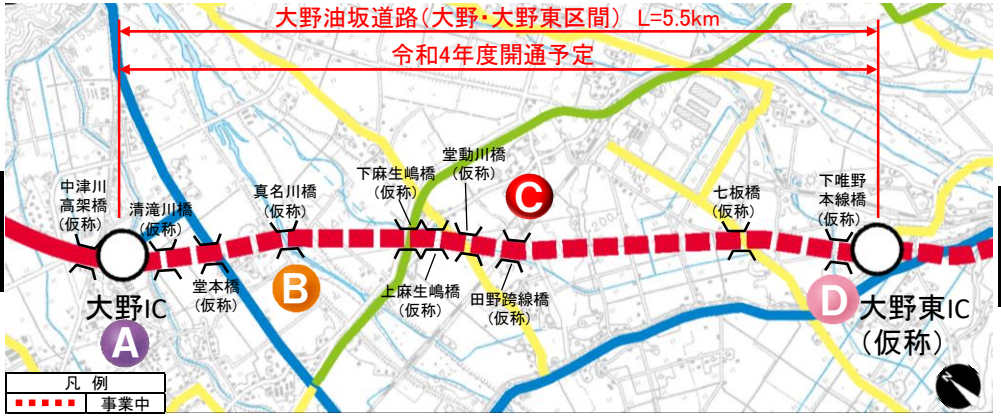 大野油坂道路(大野・大野東区間) L=5.5km
令和4年度開通予定
中津川
高架橋
(仮称)
清滝川橋
(仮称)
堂本橋
(仮称)
真名川橋
(仮称)
下麻生嶋橋
(仮称)
上麻生嶋橋
(仮称)
堂動川橋
(仮称)
田野跨線橋
(仮称)
七板橋
(仮称)
下唯野
本線橋
(仮称)
大野IC
A
B
C
D
大野東IC
(仮称)
凡 例
事業中
N